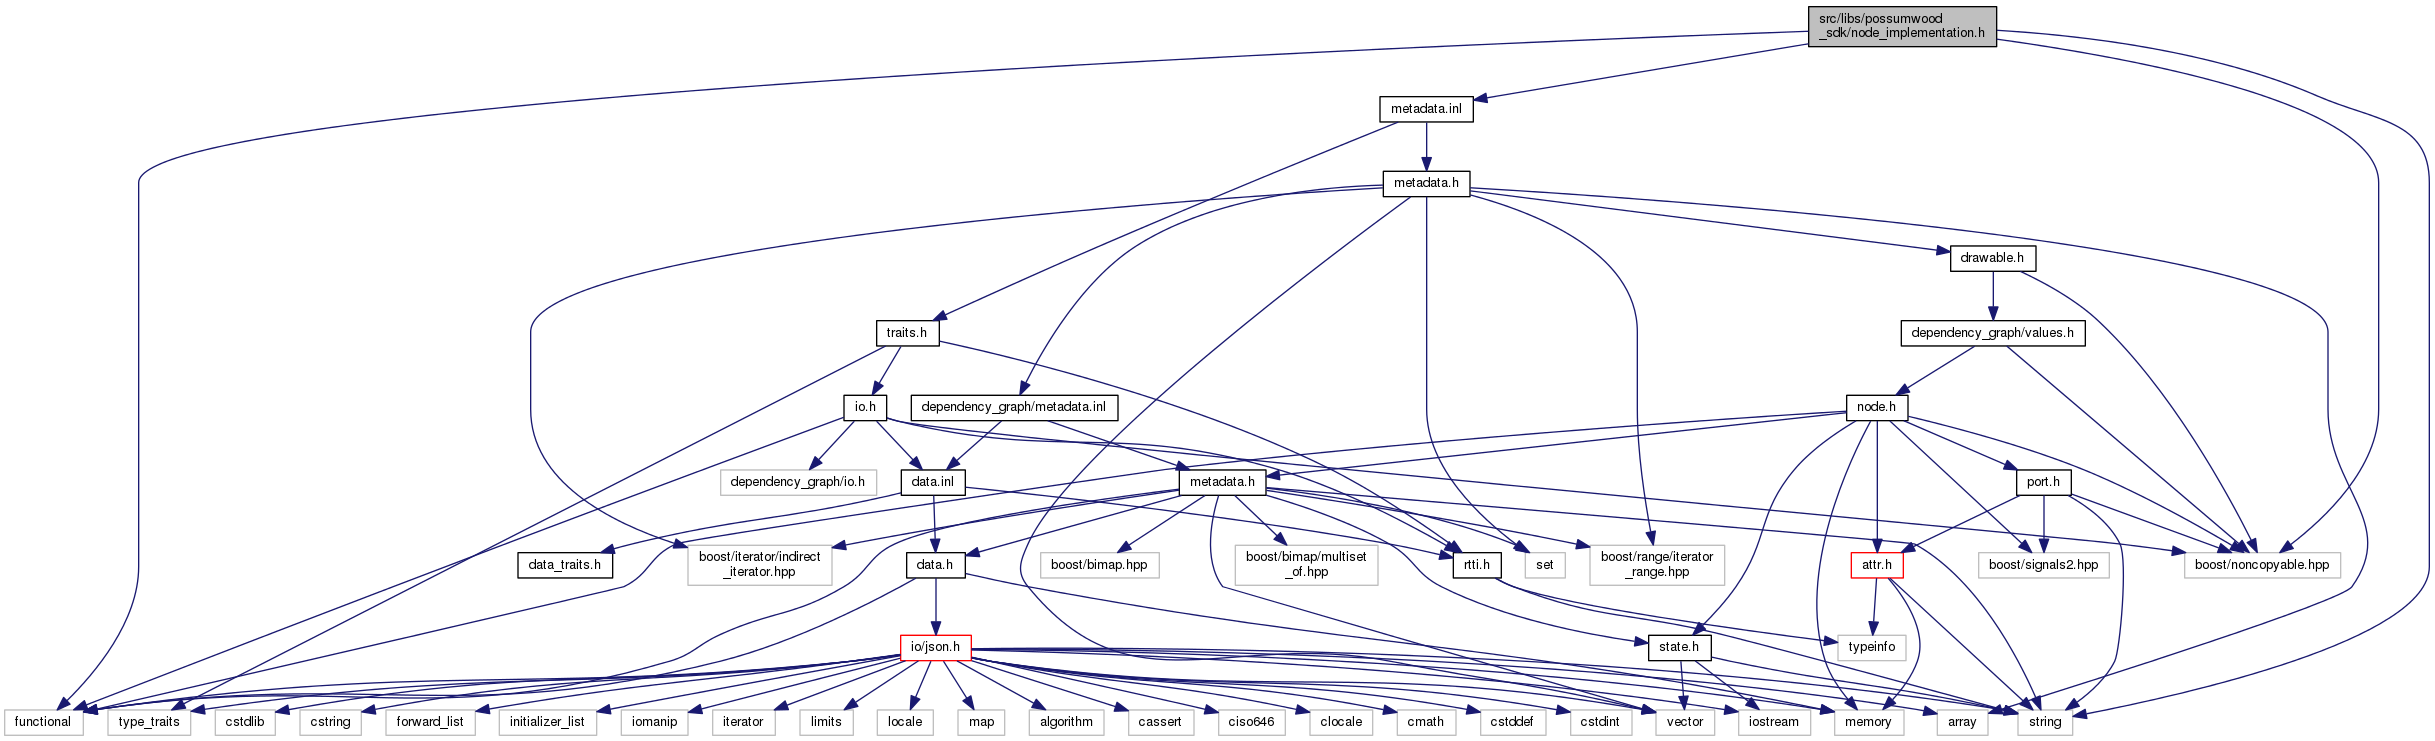 src/libs/possumwood
_sdk/node_implementation.h
metadata.inl
metadata.h
drawable.h
traits.h
dependency_graph/values.h
io.h
dependency_graph/metadata.inl
node.h
dependency_graph/io.h
data.inl
metadata.h
port.h
data_traits.h
boost/iterator/indirect
_iterator.hpp
data.h
boost/bimap.hpp
boost/bimap/multiset
_of.hpp
rtti.h
set
boost/range/iterator
_range.hpp
attr.h
boost/signals2.hpp
boost/noncopyable.hpp
io/json.h
state.h
typeinfo
functional
type_traits
cstdlib
cstring
forward_list
initializer_list
iomanip
iterator
limits
locale
map
algorithm
cassert
ciso646
clocale
cmath
cstddef
cstdint
vector
iostream
memory
array
string